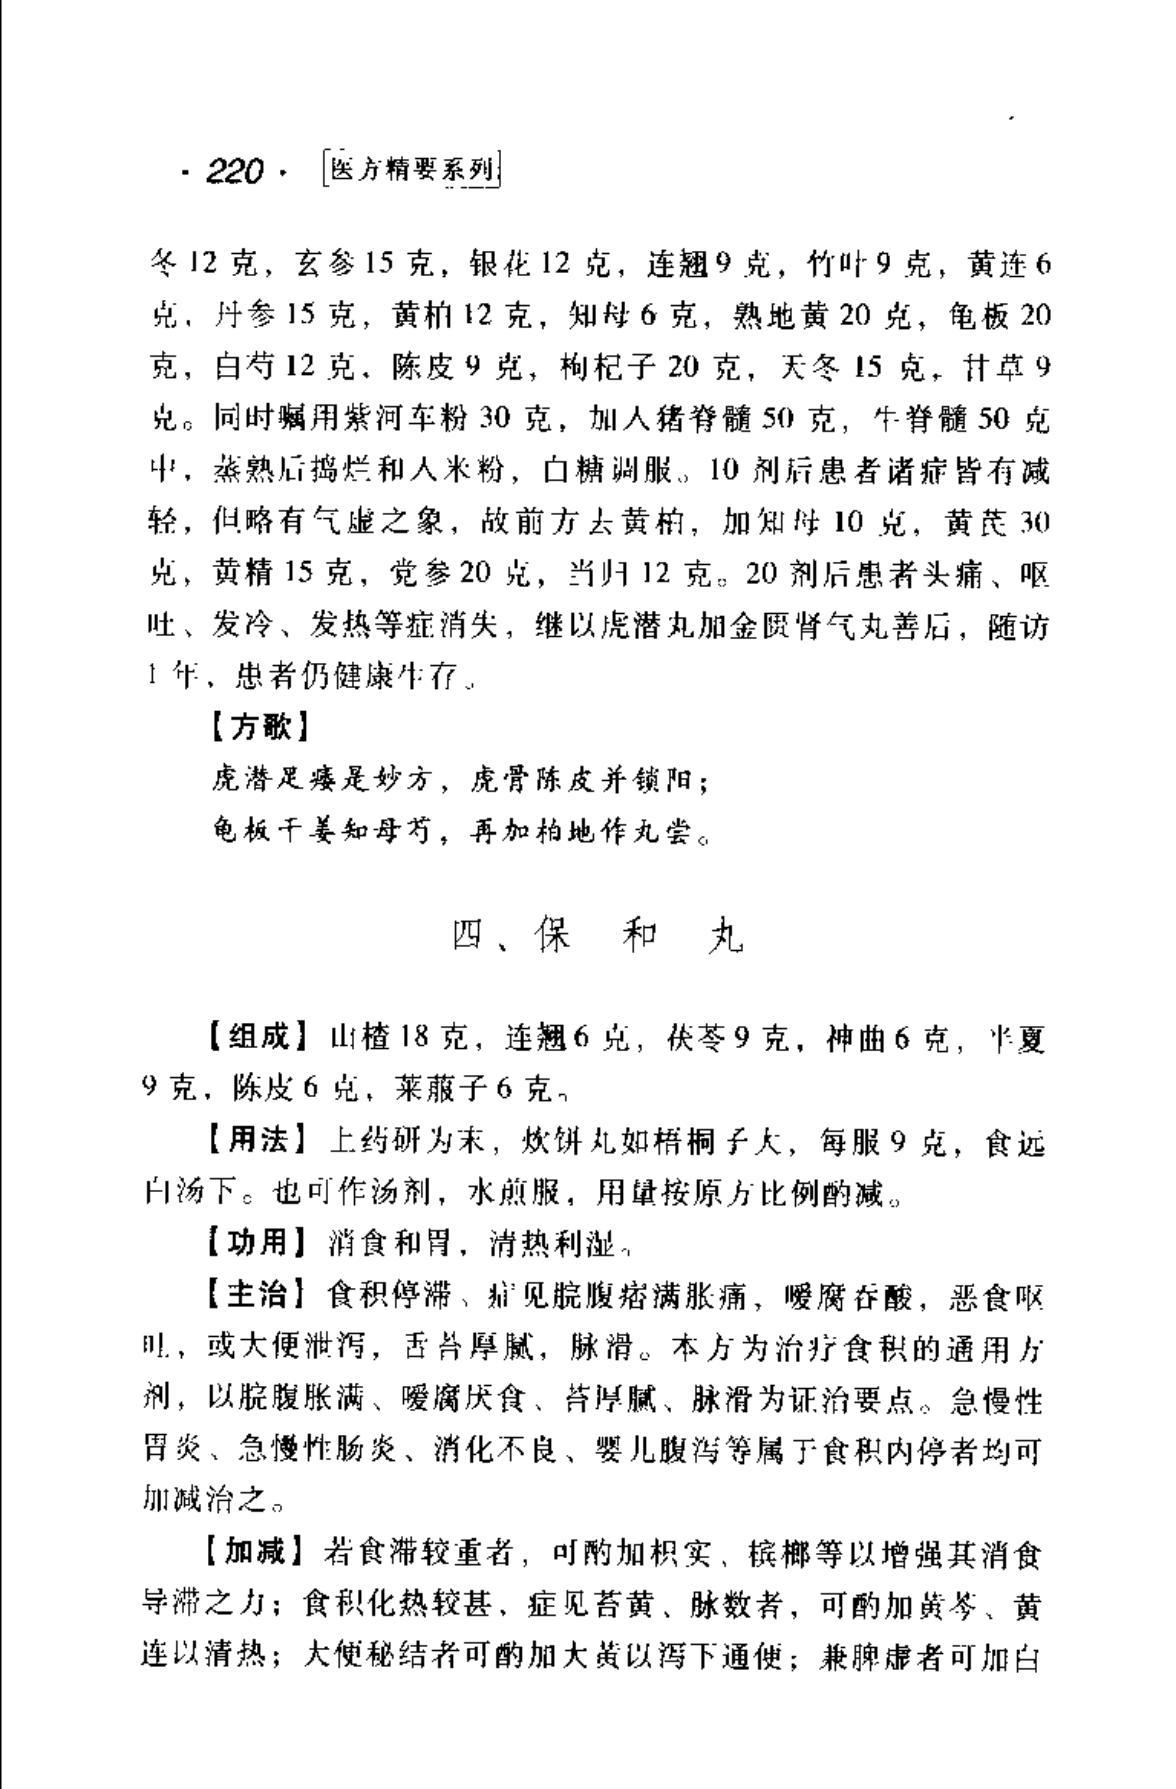 · 220 · 医方精要系列
冬 12 克，玄参 15 克，银花 12 克，连翘 9 克，竹叶 9 克，黄连 6
克，丹参 15 克，黄柏 12 克，知母 6 克，熟地黄 20 克，龟板 20
克，白芍 12 克，陈皮 9 克，枸杞子 20 克，天冬 15 克，甘草 9
克。同时嘱用紫河车粉 30 克，加入猪脊髓 50 克，牛脊髓 50 克
中，蒸熟后捣烂和入米粉，白糖调服。10 剂后患者诸症皆有减
轻，但略有气虚之象，故前方去黄柏，加知母 10 克，黄芪 30
克，黄精 15 克，党参 20 克，当归 12 克。20 剂后患者头痛、呕
吐、发冷、发热等症消失，继以虎潜丸加金匮肾气丸善后，随访
1 年，患者仍健康生存。
【方歌】
虎潜足痿是妙方，虎骨陈皮并锁阳；
龟板干姜知母芍，再加柏地作丸尝。
四、保 和 丸
【组成】山楂 18 克，连翘 6 克，茯苓 9 克，神曲 6 克，半夏
9 克，陈皮 6 克，莱菔子 6 克。
【用法】上药研为末，炊饼丸如梧桐子大，每服 9 克，食远
白汤下。也可作汤剂，水煎服，用量按原方比例酌减。
【功用】消食和胃，清热利湿。
【主治】食积停滞、症见脘腹痞满胀痛，嗳腐吞酸，恶食呕
吐，或大便泄泻，舌苔厚腻，脉滑。本方为治疗食积的通用方
剂，以脘腹胀满、嗳腐厌食、苔厚腻、脉滑为证治要点。急慢性
胃炎、急慢性肠炎、消化不良、婴儿腹泻等属于食积内停者均可
加减治之。
【加减】若食滞较重者，可酌加枳实、槟榔等以增强其消食
导滞之力；食积化热较甚，症见苔黄、脉数者，可酌加黄芩、黄
连以清热；大便秘结者可酌加大黄以泻下通便；兼脾虚者可加白